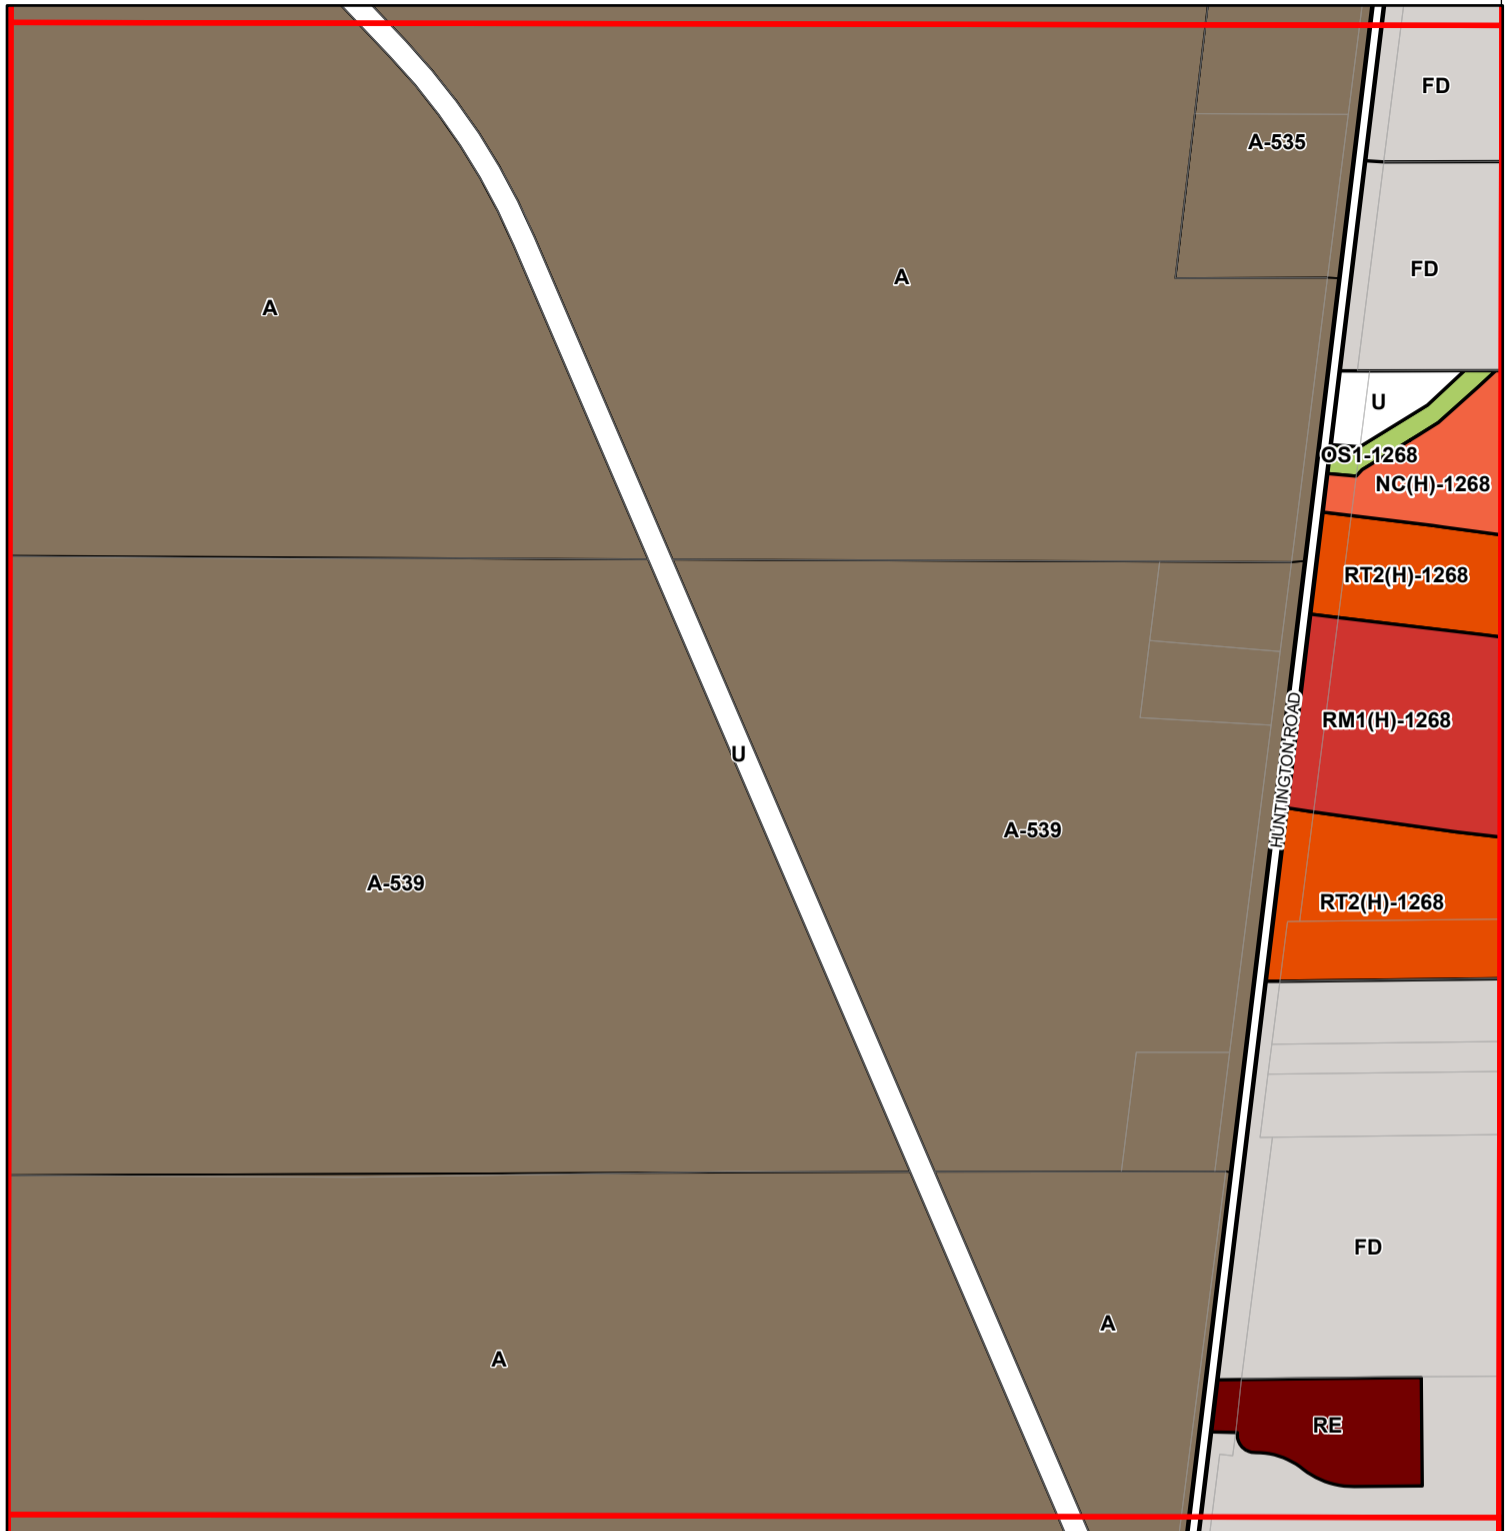 FD
A-535
FD
A
A
U
OS1-1268
NC(H)-1268
RT2(H)-1268
RM1(H)-1268
HUNTINGTON ROAD
U
A-539
A-539
RT2(H)-1268
FD
A
A
RE